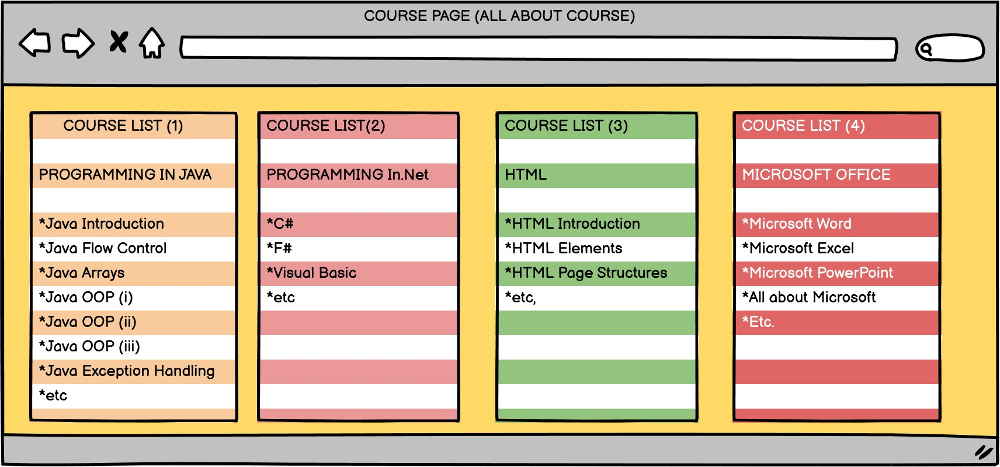 COURSE PAGE (ALL ABOUT COURSE)
COURSE LIST (1)
PROGRAMMING IN JAVA
*Java Introduction
*Java Flow Control
*Java Arrays
*Java OOP (i)
*Java OOP (ii)
*Java OOP (iii)
*Java Exception Handling
*etc
COURSE LIST(2)
PROGRAMMING In.Net
*C#
*F#
*Visual Basic
*etc
COURSE LIST (3)
HTML
*HTML Introduction
*HTML Elements
*HTML Page Structures
*etc,
COURSE LIST (4)
MICROSOFT OFFICE
*Microsoft Word
*Microsoft Excel
*Microsoft PowerPoint
*All about Microsoft
*Etc.